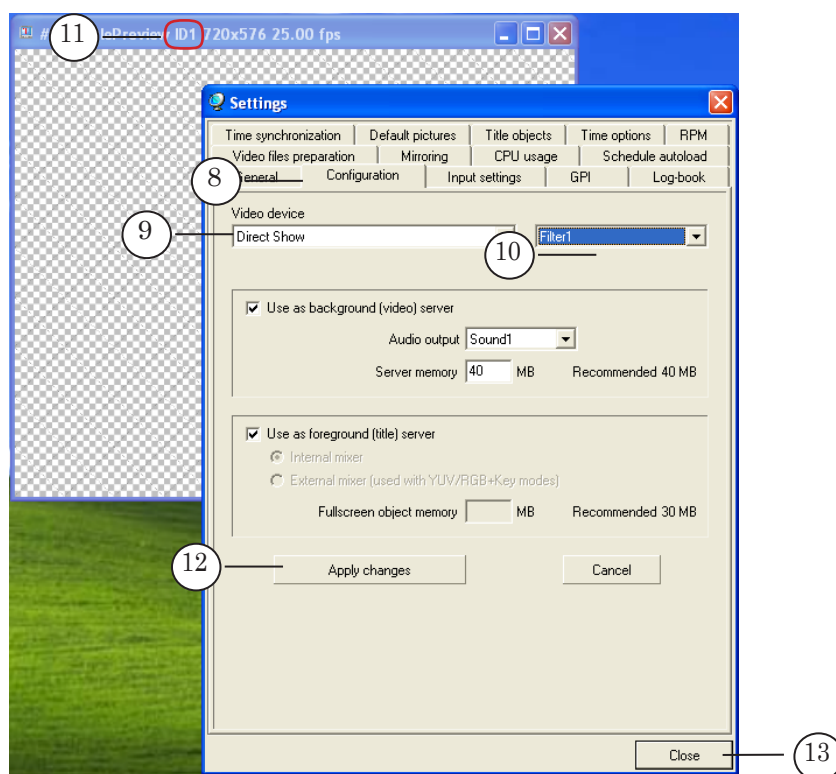 11
ID1 720x576 25.00 fps
Settings
Time synchronization Default pictures Title objects Time options RPM
Video files preparation Mirroring CPU usage Schedule autoload
8 General Configuration Input settings GPI Log-book
Video device
9 Direct Show Filter1
10
Use as background (video) server
Audio output Sound1
Server memory 40 MB Recommended 40 MB
Use as foreground (title) server
Internal mixer
External mixer (used with YUV/RGB+Key modes)
Fullscreen object memory MB Recommended 30 MB
12 Apply changes Cancel
Close 13